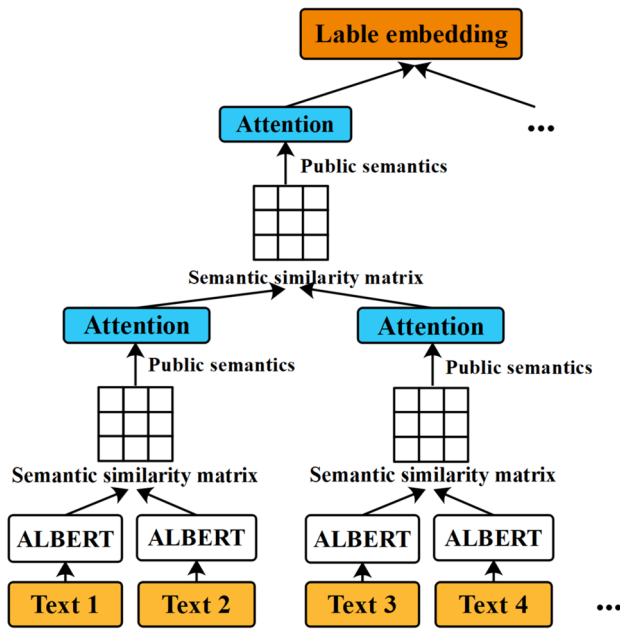 Lable embedding
Attention
...
Public semantics
Semantic similarity matrix
Attention
Attention
Public semantics
Public semantics
Semantic similarity matrix
Semantic similarity matrix
ALBERT
ALBERT
ALBERT
ALBERT
Text 1
Text 2
Text 3
Text 4
...